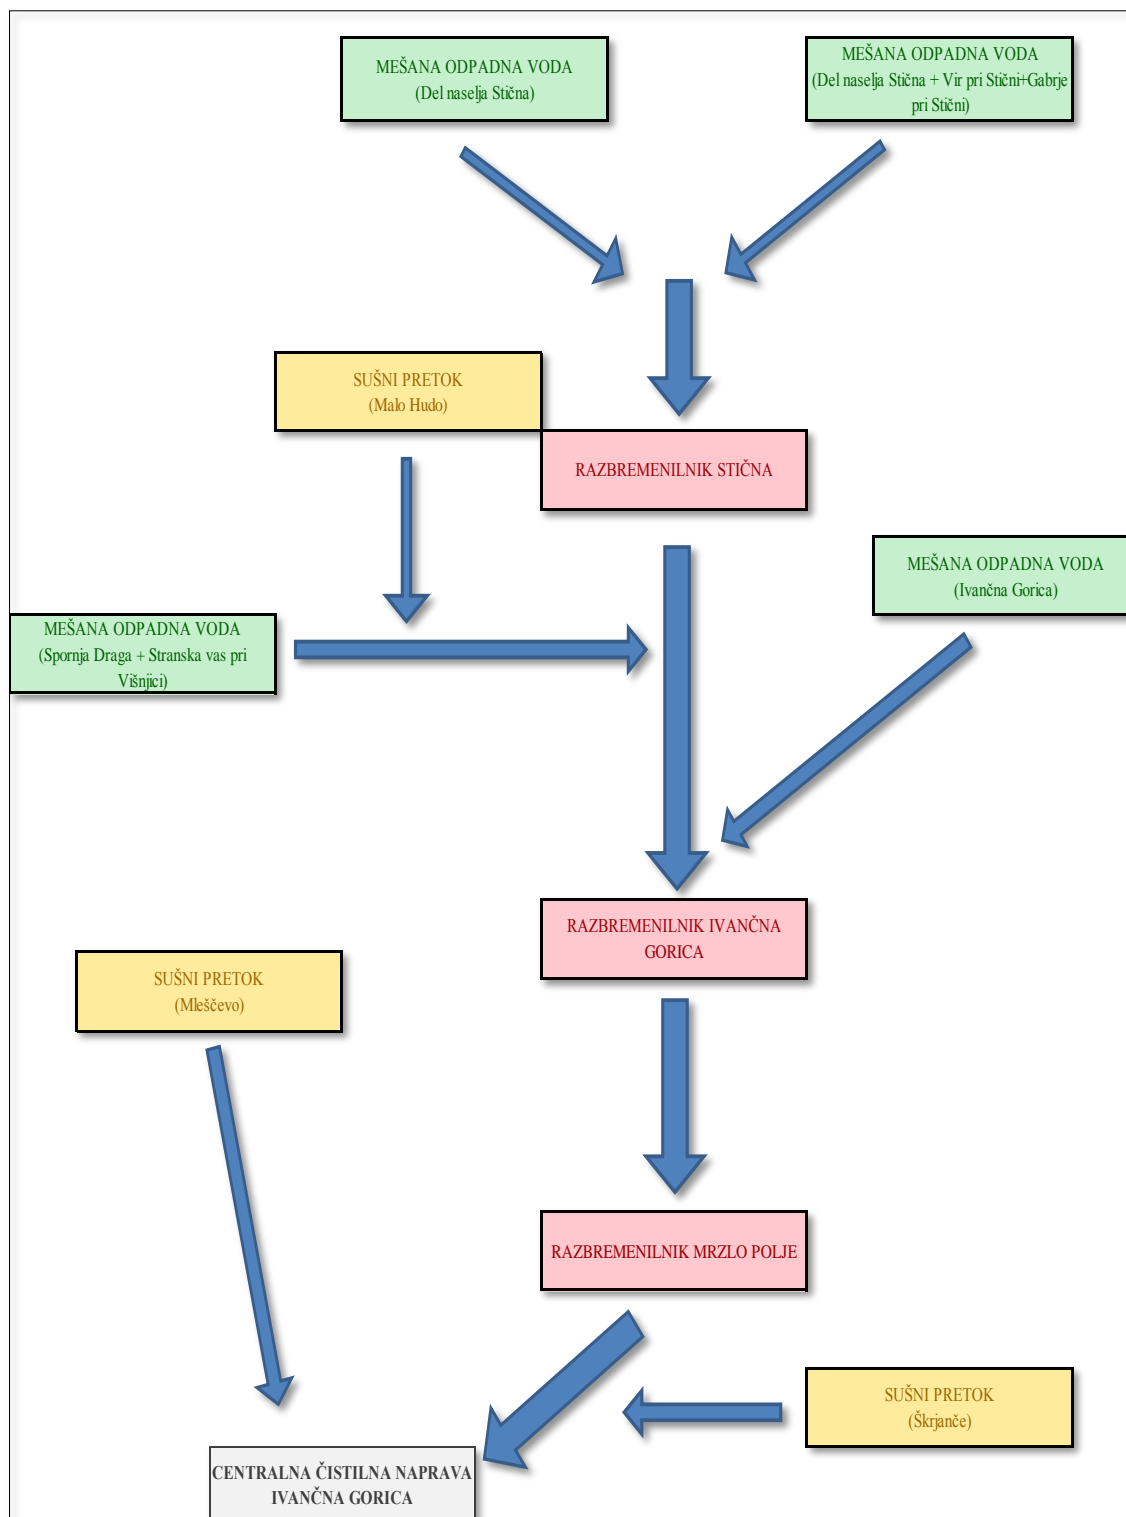 MEŠANA ODPADNA VODA
(Del naselja Stična)
MEŠANA ODPADNA VODA
(Del naselja Stična + Vir pri Stični+Gabrje
pri Stični)
SUŠNI PRETOK
(Malo Hudo)
RAZBREMENILNIK STIČNA
MEŠANA ODPADNA VODA
(Ivančna Gorica)
MEŠANA ODPADNA VODA
(Spornja Draga + Stranska vas pri
Višnjici)
RAZBREMENILNIK IVANČNA
GORICA
SUŠNI PRETOK
(Mleščevo)
RAZBREMENILNIK MRZLO POLJE
SUŠNI PRETOK
(Škrjanče)
CENTRALNA ČISTILNA NAPRAVA
IVANČNA GORICA